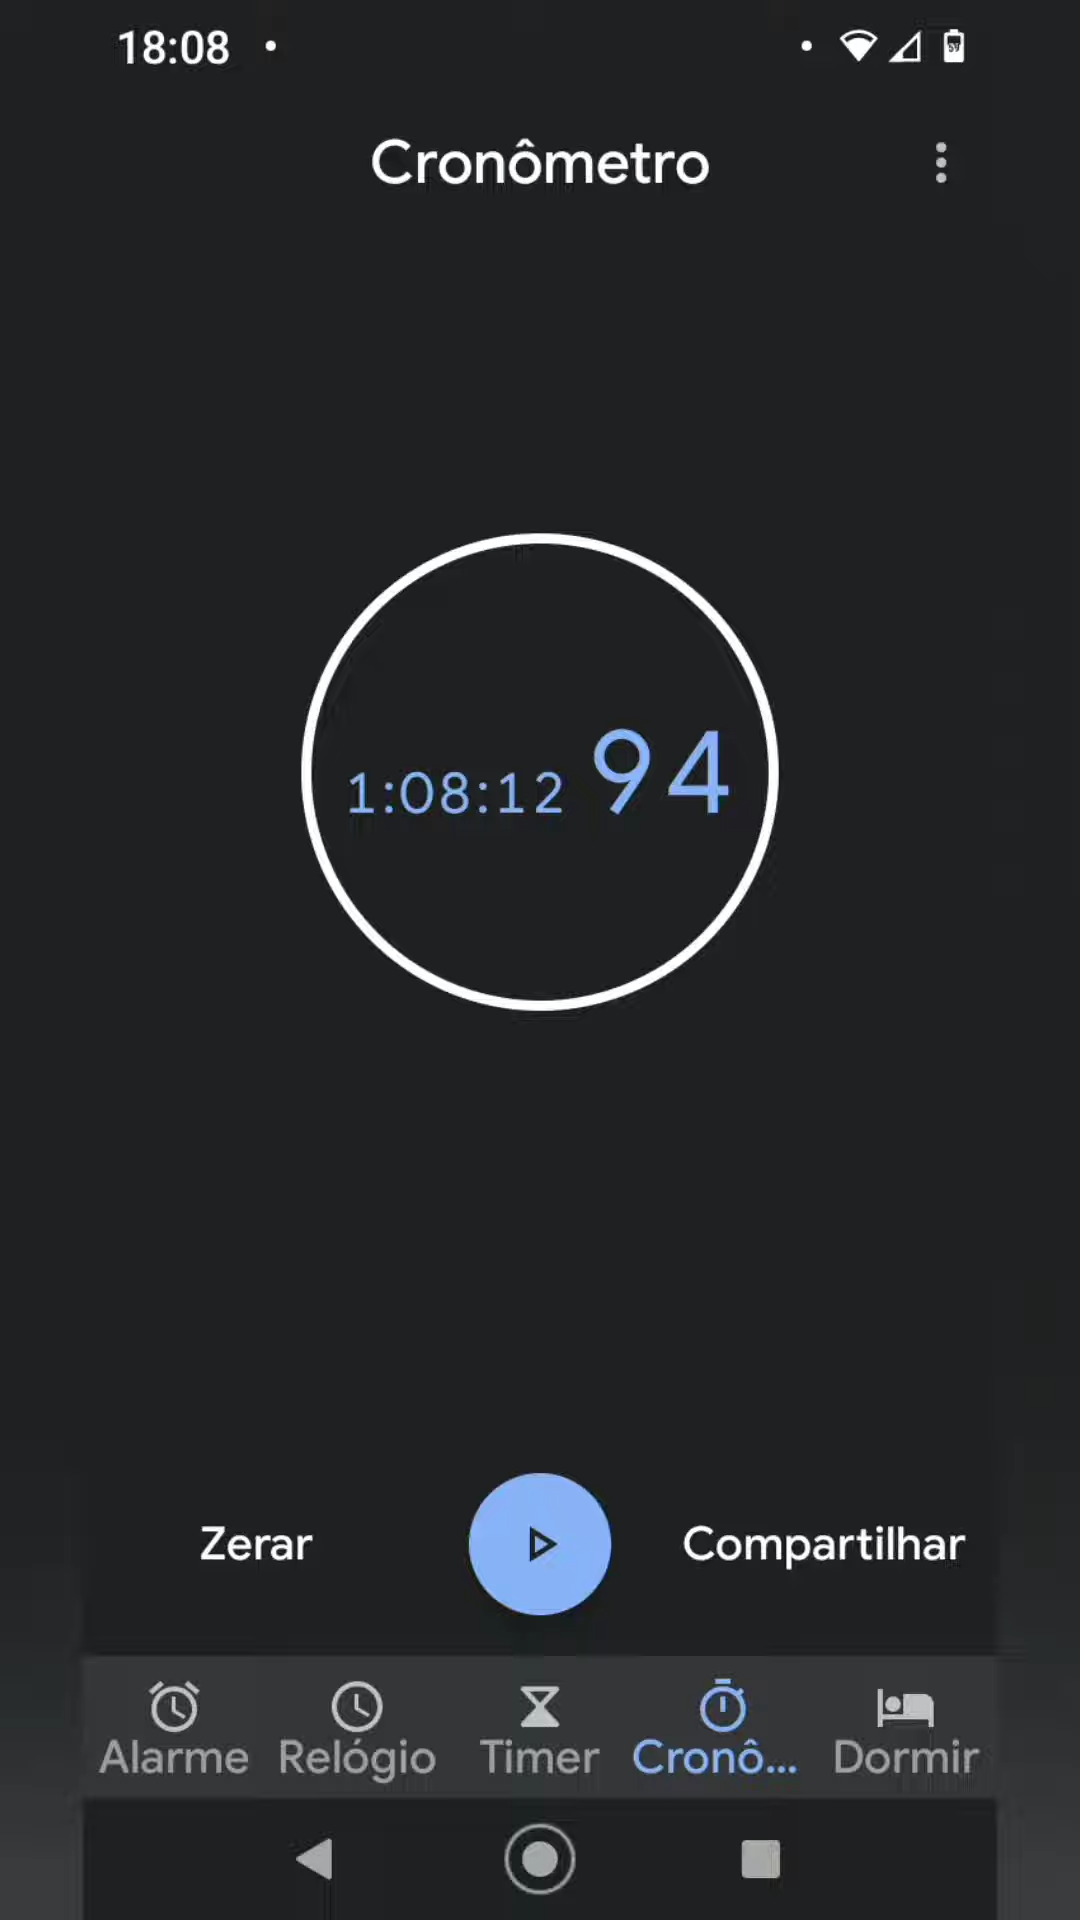 18:08
Cronômetro
1:08:12 94
Zerar
Compartilhar
Alarme
Relógio
Timer
Cronô...
Dormir